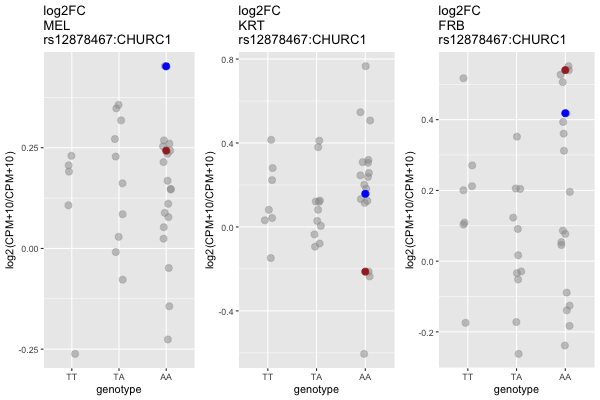 log2FC
MEL
rs12878467:CHURC1
log2(CPM+10/CPM+10)
0.25
0.00
-0.25
TT
TA
AA
genotype
log2FC
KRT
rs12878467:CHURC1
log2(CPM+10/CPM+10)
0.8
0.4
0.0
-0.4
TT
TA
AA
genotype
log2FC
FRB
rs12878467:CHURC1
log2(CPM+10/CPM+10)
0.4
0.2
0.0
-0.2
TT
TA
AA
genotype